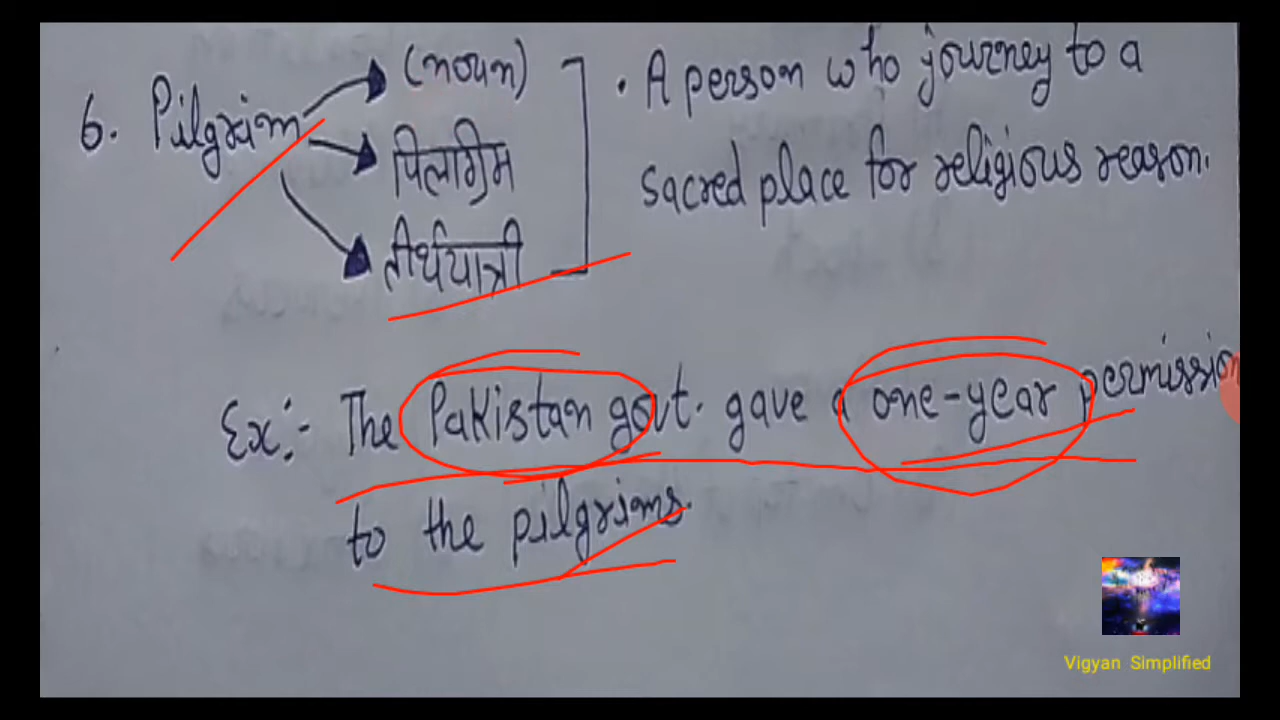 6. Pilgrim (noun) . A person who journey to a
पिलग्रिम sacred place for religious reason.
तीर्थयात्री
Ex:- The Pakistan govt. gave a one-year permission
to the pilgrims.
Vigyan Simplified